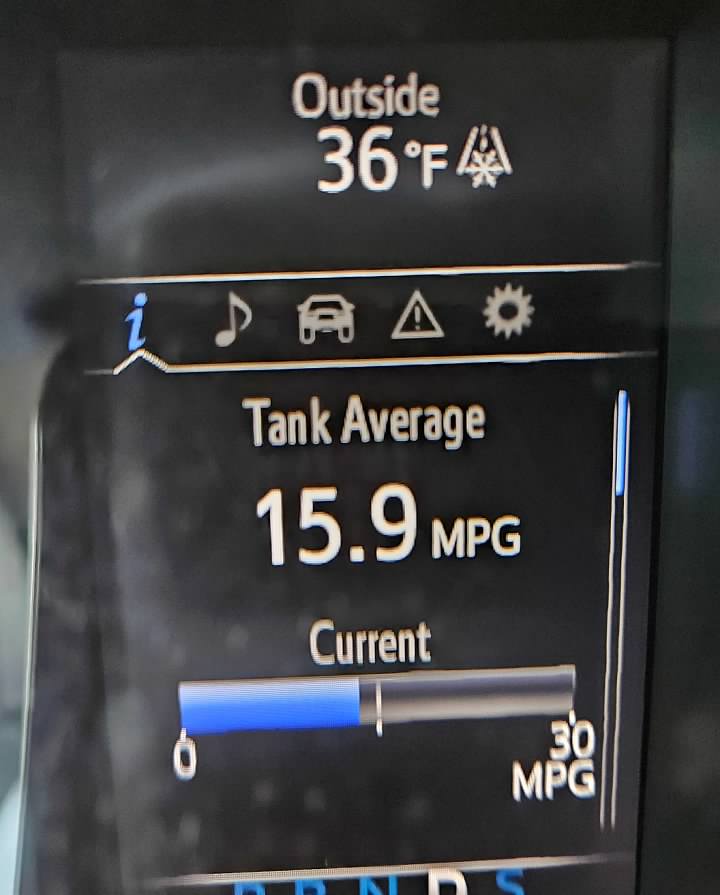 Outside
36 °F
i
Tank Average
15.9 MPG
Current
0 30
MPG
P R N D S